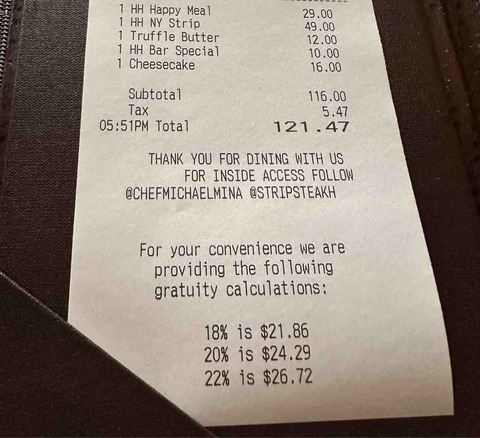 1 HH Happy Meal 29.00
1 HH NY Strip 49.00
1 Truffle Butter 12.00
1 HH Bar Special 10.00
1 Cheesecake 16.00
Subtotal 116.00
Tax 5.47
05:51PM Total 121.47
THANK YOU FOR DINING WITH US
FOR INSIDE ACCESS FOLLOW
@CHEFMICHAELMINA @STRIPSTEAKH
For your convenience we are
providing the following
gratuity calculations:
18% is $21.86
20% is $24.29
22% is $26.72